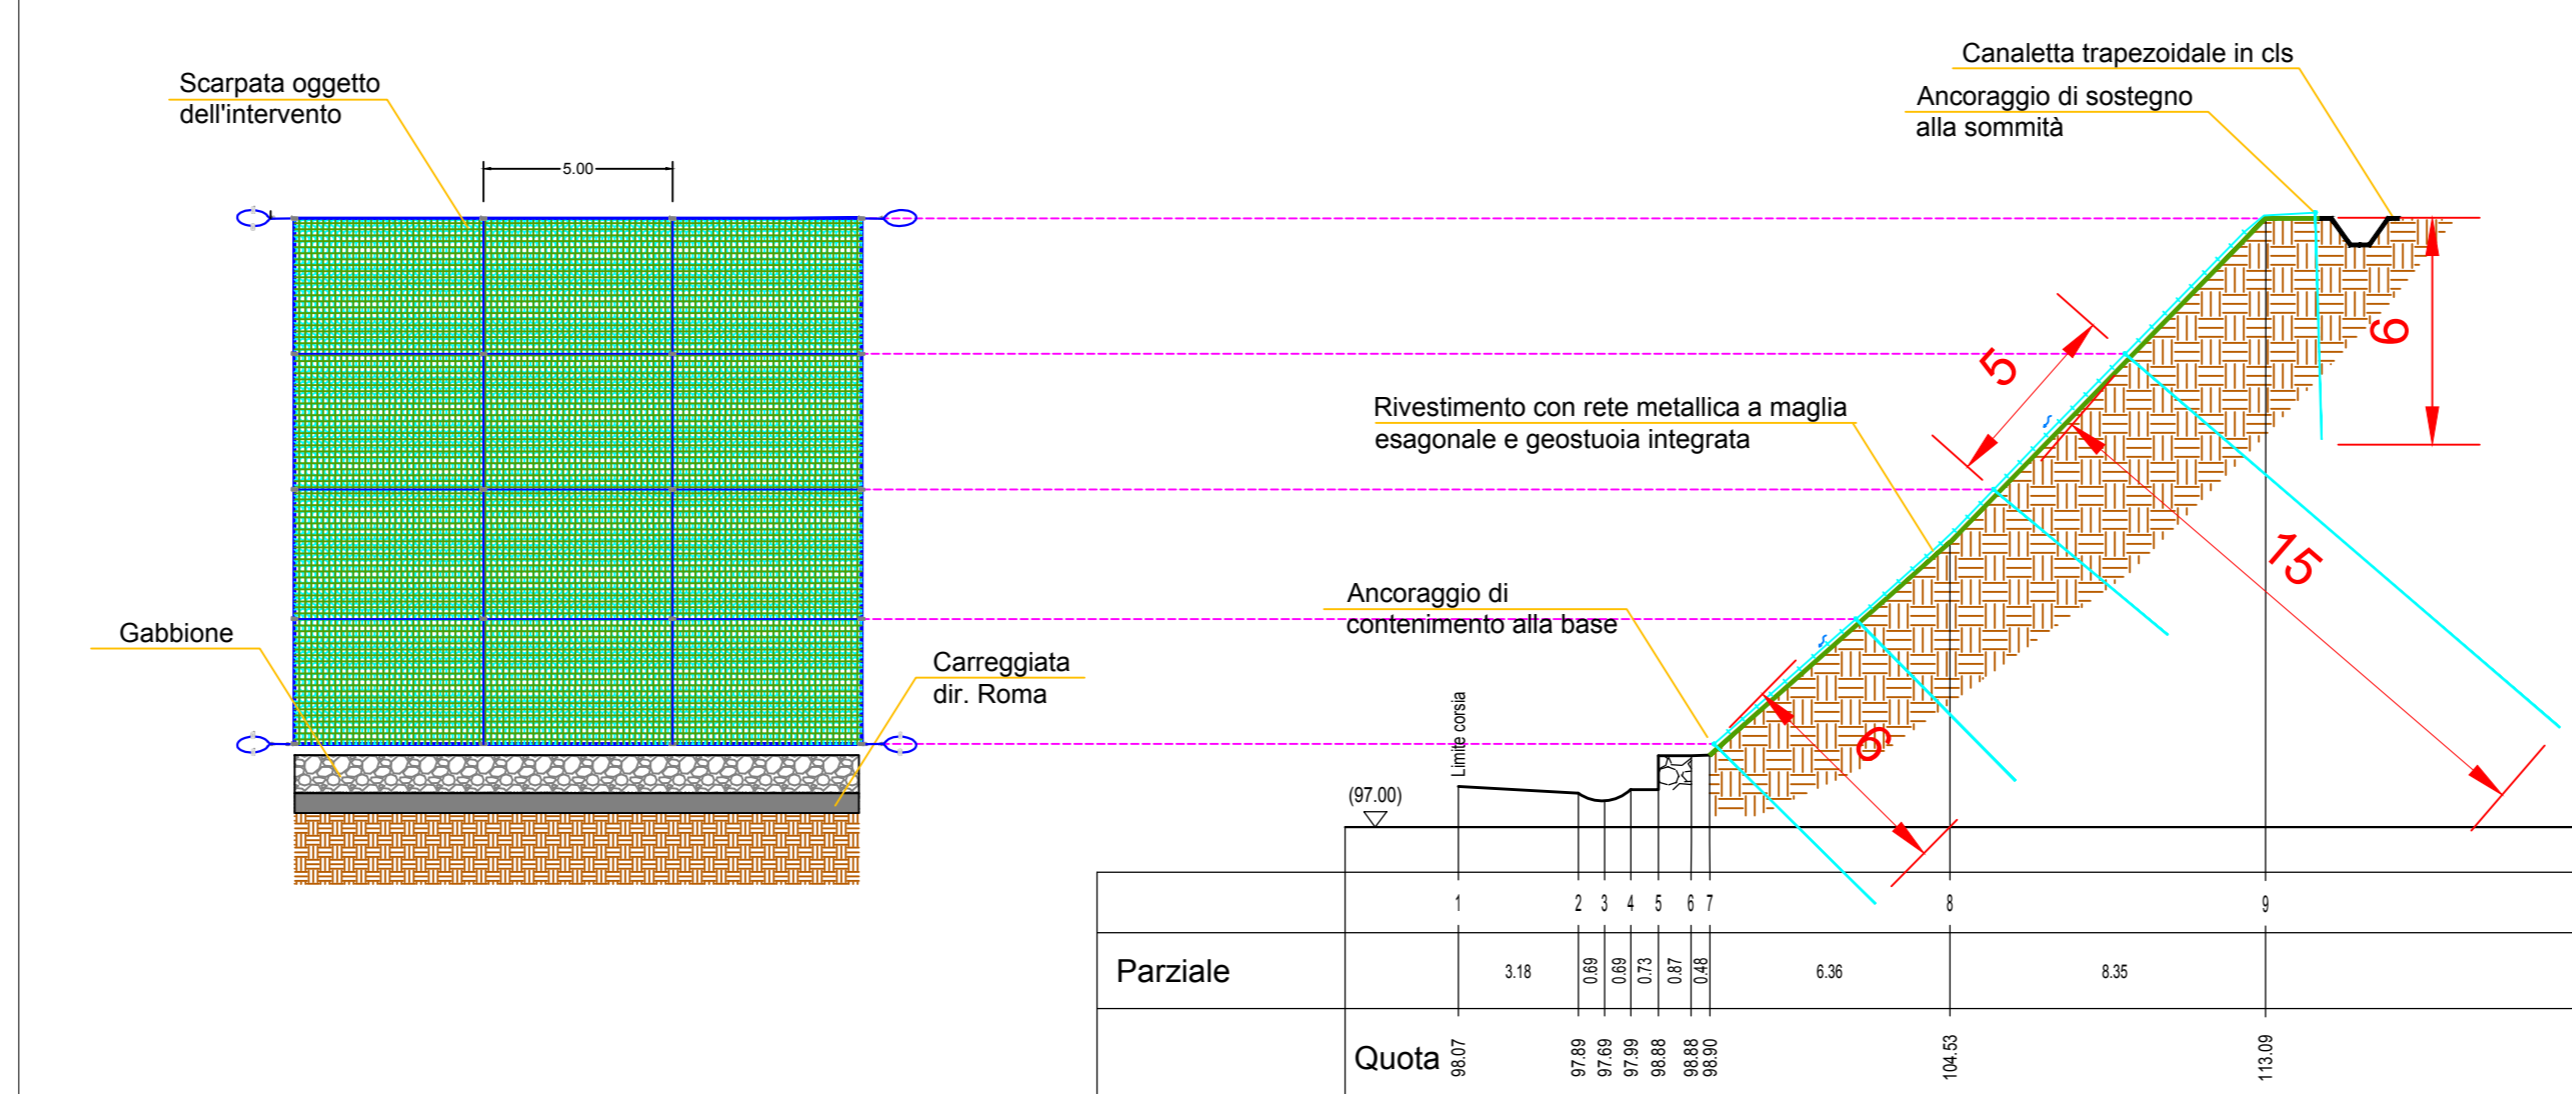 Scarpata oggetto
dell'intervento
5.00
Gabbione
Carreggiata
dir. Roma
Canaletta trapezoidale in cls
Ancoraggio di sostegno
alla sommità
6
5
Rivestimento con rete metallica a maglia
esagonale e geostuoia integrata
15
Ancoraggio di
contenimento alla base
6
Limite corsia
(97.00)
1 2 3 4 5 6 7 8 9
Parziale 3.18 0.69 0.69 0.73 0.87 0.48 6.36 8.35
Quota 98.07 97.89 97.69 97.99 98.88 98.88 98.90 104.53 113.09